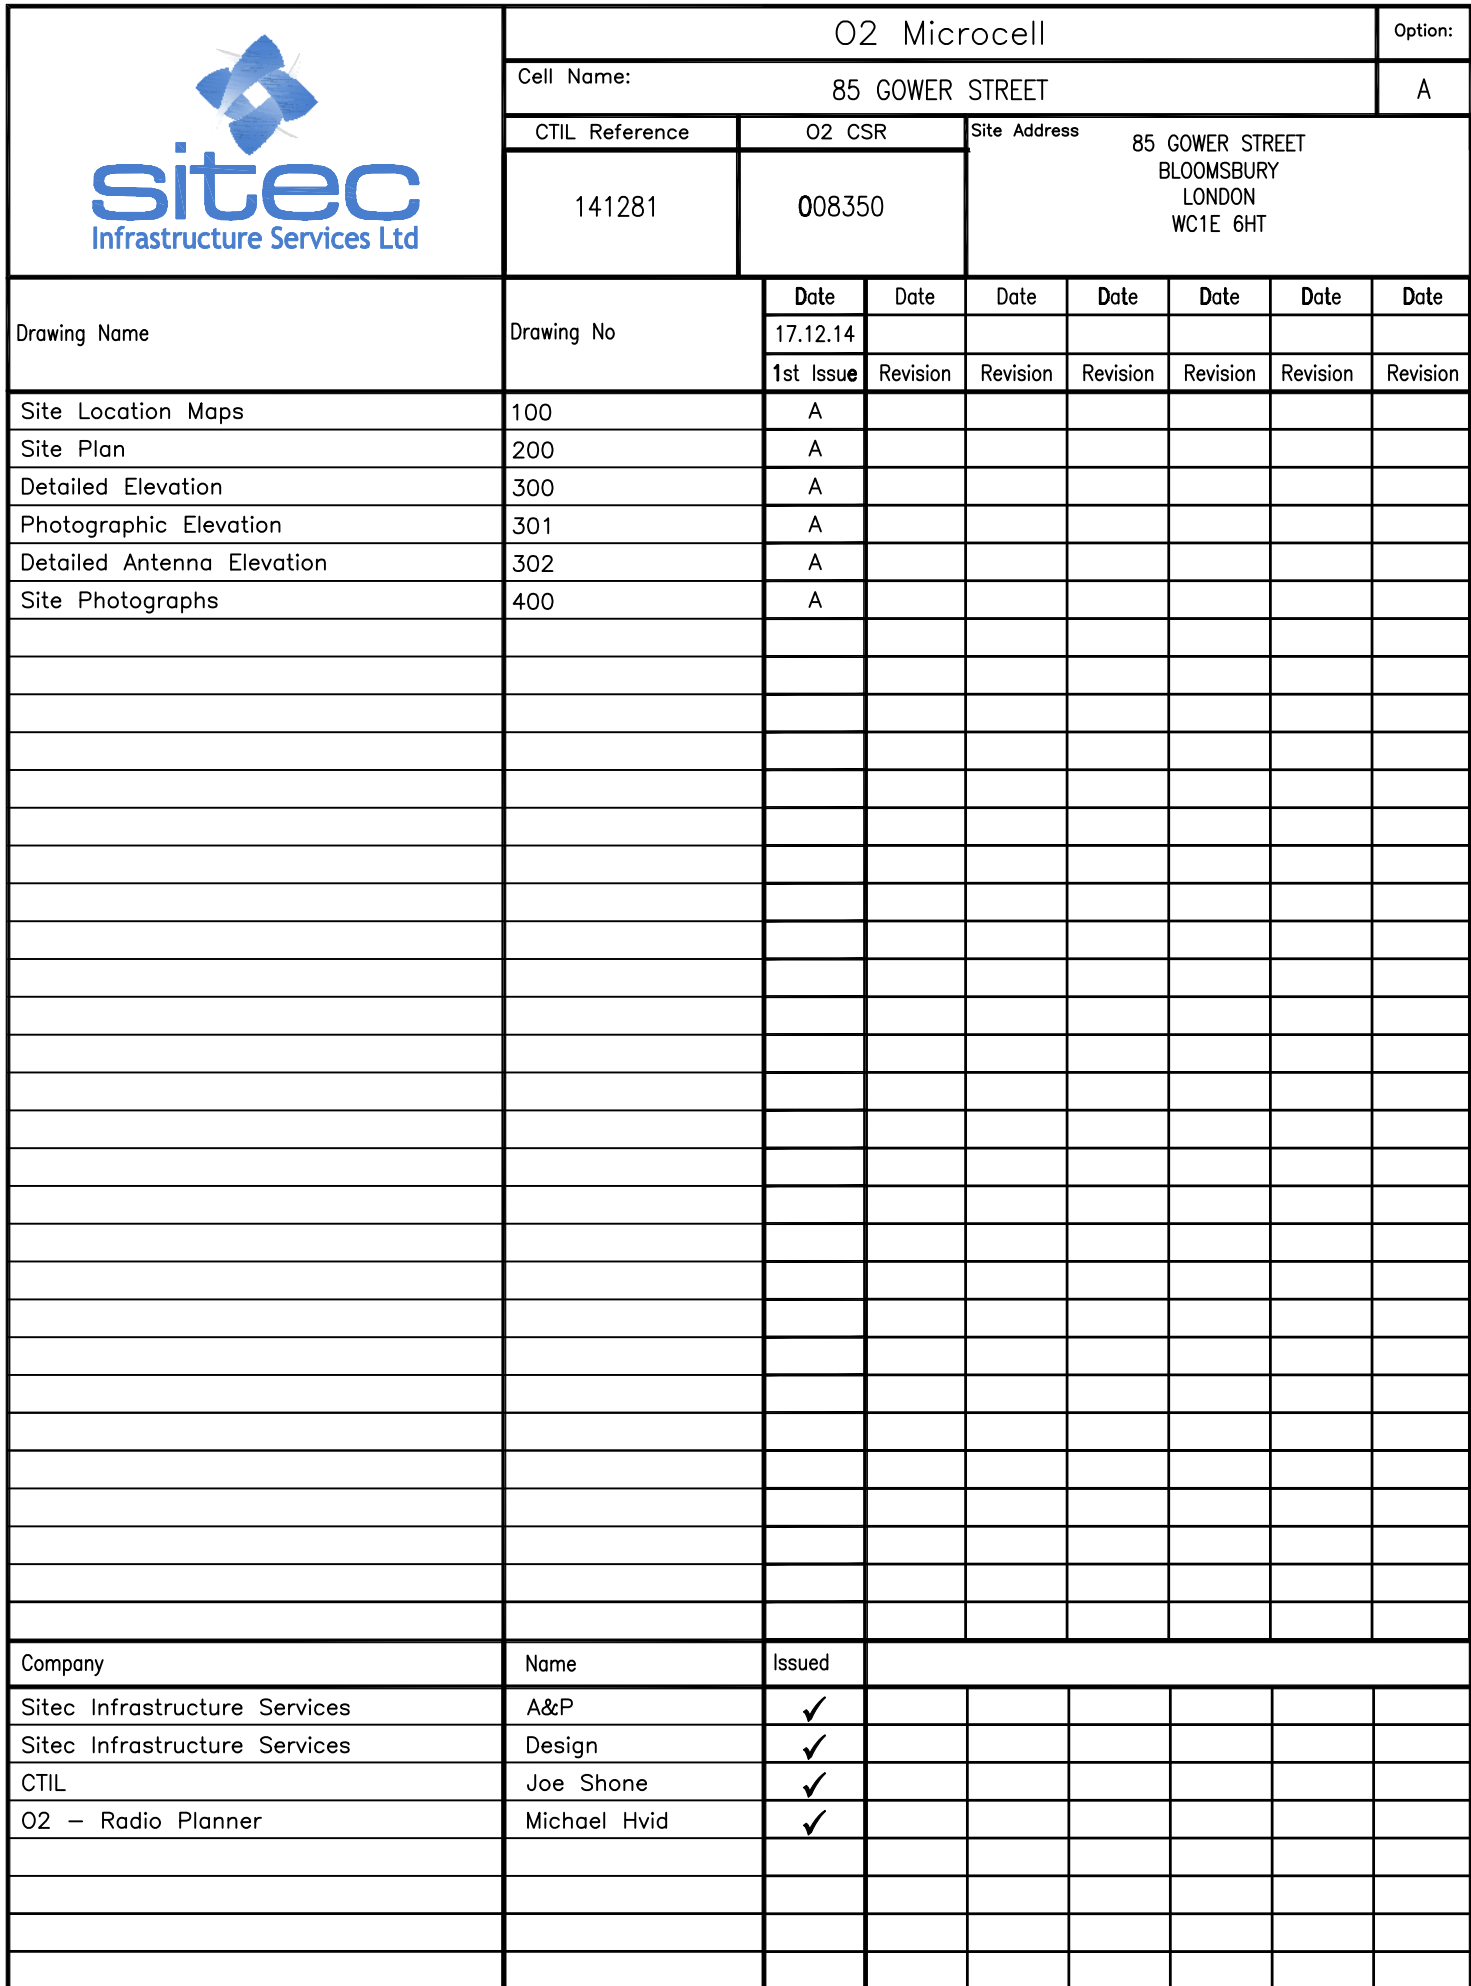 sitec
Infrastructure Services Ltd
O2 Microcell
Option:
Cell Name:
85 GOWER STREET
A
CTIL Reference
O2 CSR
Site Address
141281
008350
85 GOWER STREET
BLOOMSBURY
LONDON
WC1E 6HT
Drawing Name
Drawing No
Date Date Date Date Date Date Date
17.12.14
1st Issue Revision Revision Revision Revision Revision Revision
Site Location Maps 100 A
Site Plan 200 A
Detailed Elevation 300 A
Photographic Elevation 301 A
Detailed Antenna Elevation 302 A
Site Photographs 400 A
Company Name Issued
Sitec Infrastructure Services A&P ✓
Sitec Infrastructure Services Design ✓
CTIL Joe Shone ✓
O2 – Radio Planner Michael Hvid ✓